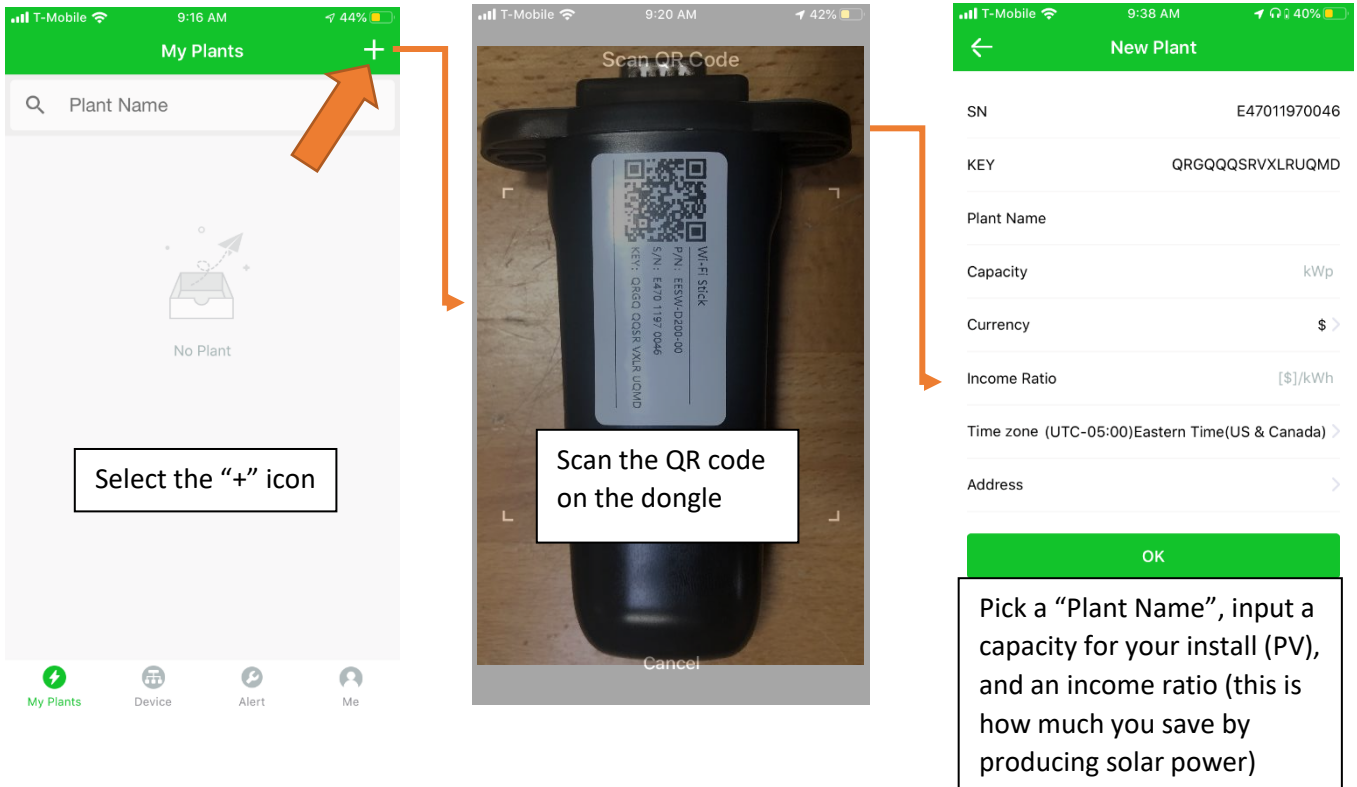 T-Mobile 9:16 AM 44%
My Plants +
Plant Name
No Plant
Select the “+” icon
My Plants Device Alert Me
T-Mobile 9:20 AM 42%
Scan QR Code
Wi-Fi Stick
P/N: EESW-D200-00
S/N: E470 1197 0046
KEY: QRGQ QQSR VXLR UQMD
Scan the QR code
on the dongle
Cancel
T-Mobile 9:38 AM 40%
New Plant
SN E47011970046
KEY QRGQQQSRVXLRUQMD
Plant Name
Capacity kWp
Currency $
Income Ratio [$]/kWh
Time zone (UTC-05:00)Eastern Time(US & Canada)
Address
OK
Pick a “Plant Name”, input a
capacity for your install (PV),
and an income ratio (this is
how much you save by
producing solar power)